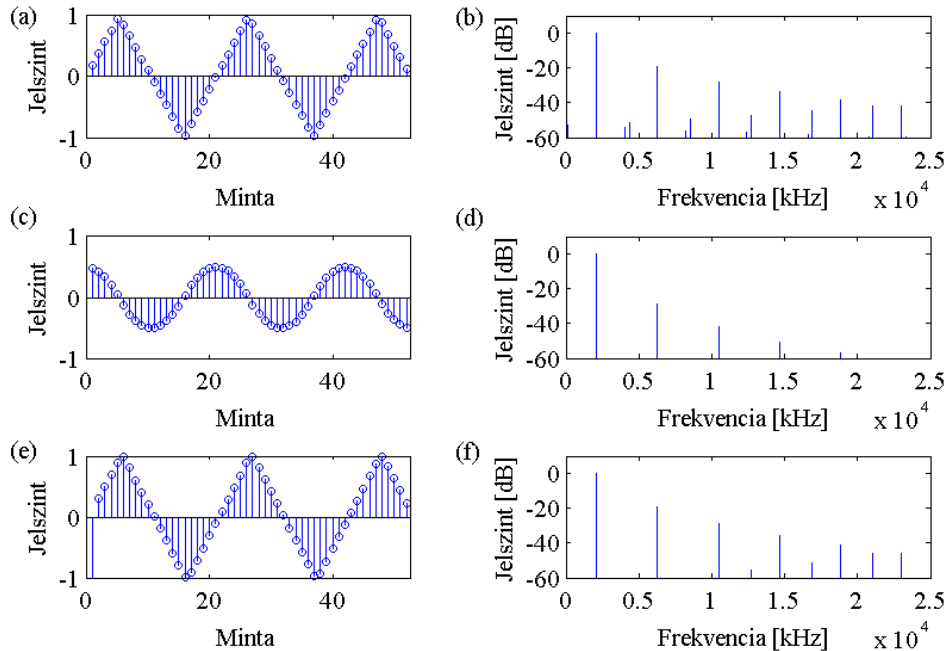 (a)
Jelszint
1
0
-1
0
20
40
Minta
(b)
Jelszint [dB]
0
-20
-40
-60
0
0.5
1
1.5
2
2.5
Frekvencia [kHz]
x 10^4
(c)
Jelszint
1
0
-1
0
20
40
Minta
(d)
Jelszint [dB]
0
-20
-40
-60
0
0.5
1
1.5
2
2.5
Frekvencia [kHz]
x 10^4
(e)
Jelszint
1
0
-1
0
20
40
Minta
(f)
Jelszint [dB]
0
-20
-40
-60
0
0.5
1
1.5
2
2.5
Frekvencia [kHz]
x 10^4